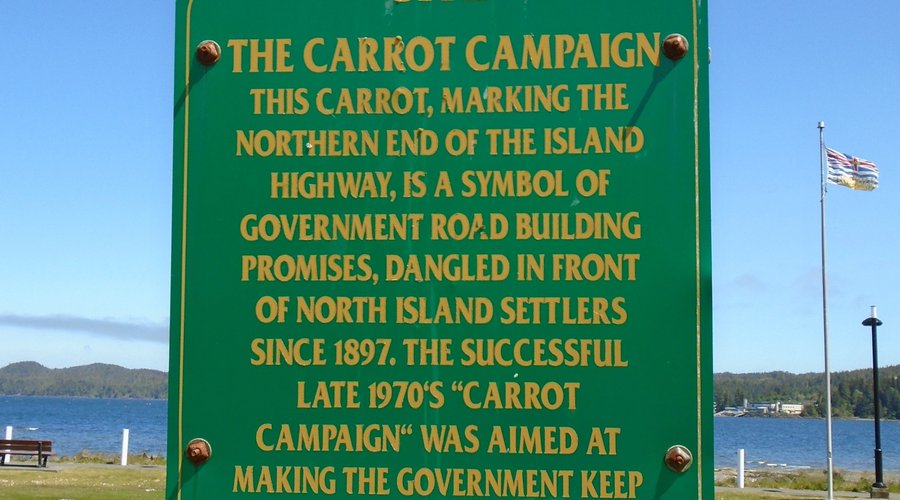 THE CARROT CAMPAIGN
THIS CARROT, MARKING THE
NORTHERN END OF THE ISLAND
HIGHWAY, IS A SYMBOL OF
GOVERNMENT ROAD BUILDING
PROMISES, DANGLED IN FRONT
OF NORTH ISLAND SETTLERS
SINCE 1897. THE SUCCESSFUL
LATE 1970'S "CARROT
CAMPAIGN" WAS AIMED AT
MAKING THE GOVERNMENT KEEP